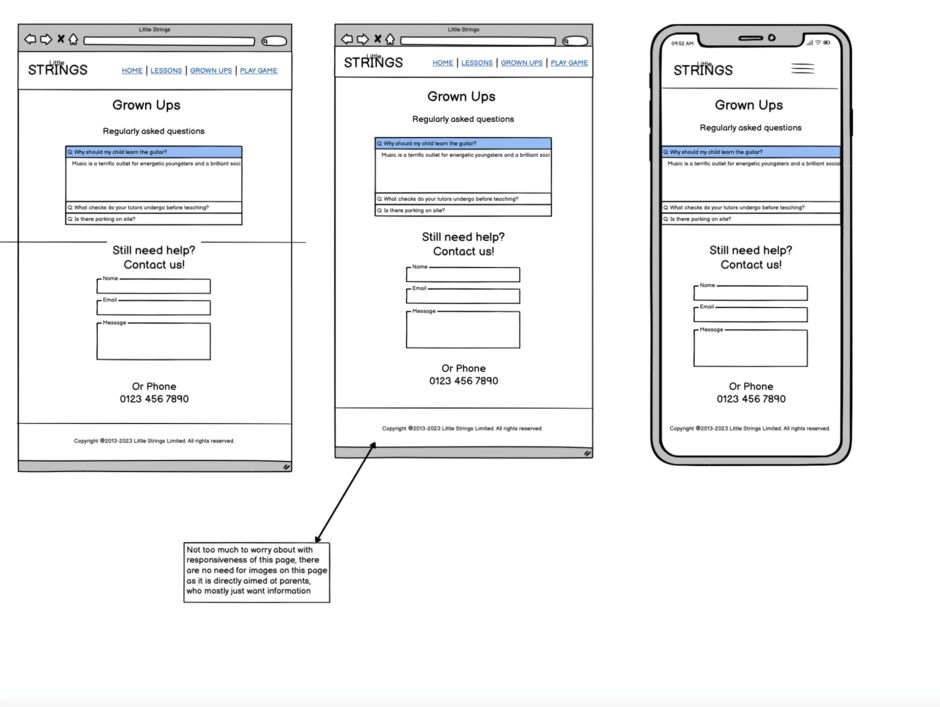 Little Strings
Little
STRINGS
HOME | LESSONS | GROWN UPS | PLAY GAME
Grown Ups
Regularly asked questions
Q: Why should my child learn the guitar?
Music is a terrific outlet for energetic youngsters and a brilliant soci
Q: What checks do your tutors undergo before teaching?
Q: Is there parking on site?
Still need help?
Contact us!
Name
Email
Message
Or Phone
0123 456 7890
Copyright @2013-2023 Little Strings Limited. All rights reserved.
Little Strings
Little
STRINGS
HOME | LESSONS | GROWN UPS | PLAY GAME
Grown Ups
Regularly asked questions
Q: Why should my child learn the guitar?
Music is a terrific outlet for energetic youngsters and a brilliant soci
Q: What checks do your tutors undergo before teaching?
Q: Is there parking on site?
Still need help?
Contact us!
Name
Email
Message
Or Phone
0123 456 7890
Copyright @2013-2023 Little Strings Limited. All rights reserved.
09:52 AM
Little
STRINGS
Grown Ups
Regularly asked questions
Q: Why should my child learn the guitar?
Music is a terrific outlet for energetic youngsters and a brilliant social
Q: What checks do your tutors undergo before teaching?
Q: Is there parking on site?
Still need help?
Contact us!
Name
Email
Message
Or Phone
0123 456 7890
Copyright @2013-2023 Little Strings Limited. All rights reserved.
Not too much to worry about with
responsiveness of this page, there
are no need for images on this page
as it is directly aimed at parents,
who mostly just want information